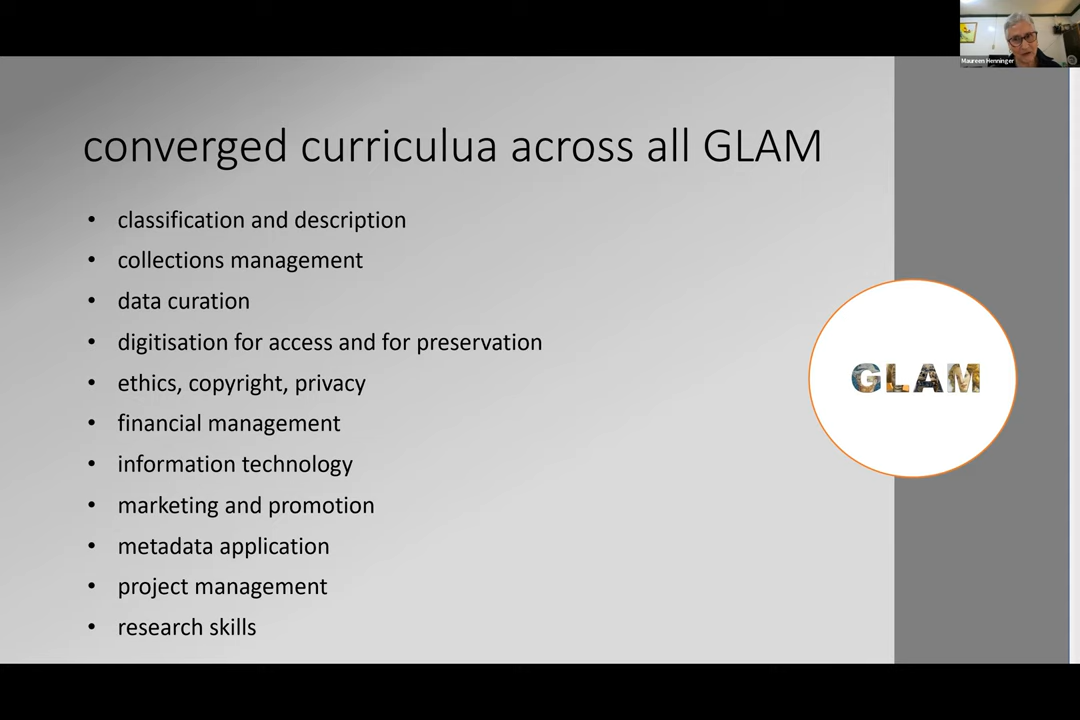 Maureen Henninger
converged curriculua across all GLAM
• classification and description
• collections management
• data curation
• digitisation for access and for preservation
• ethics, copyright, privacy
• financial management
• information technology
• marketing and promotion
• metadata application
• project management
• research skills
GLAM